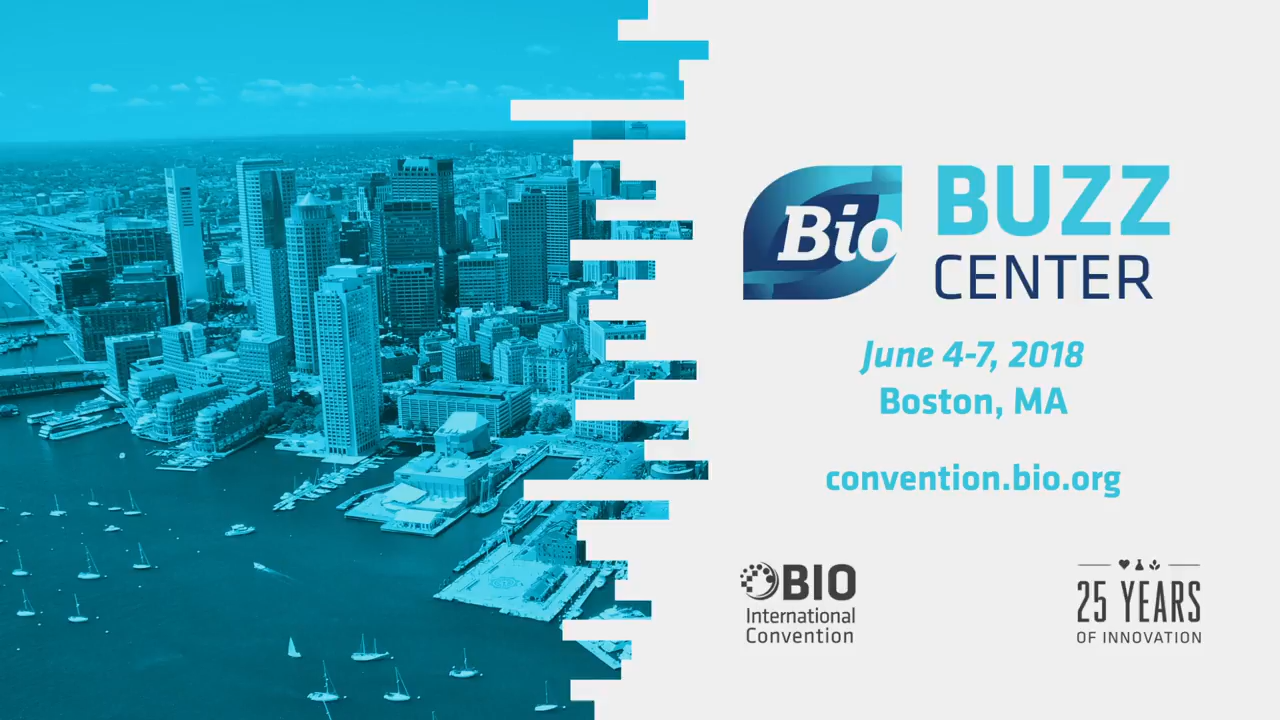 Bio
BUZZ
CENTER
June 4-7, 2018
Boston, MA
convention.bio.org
BIO
International
Convention
25 YEARS
OF INNOVATION